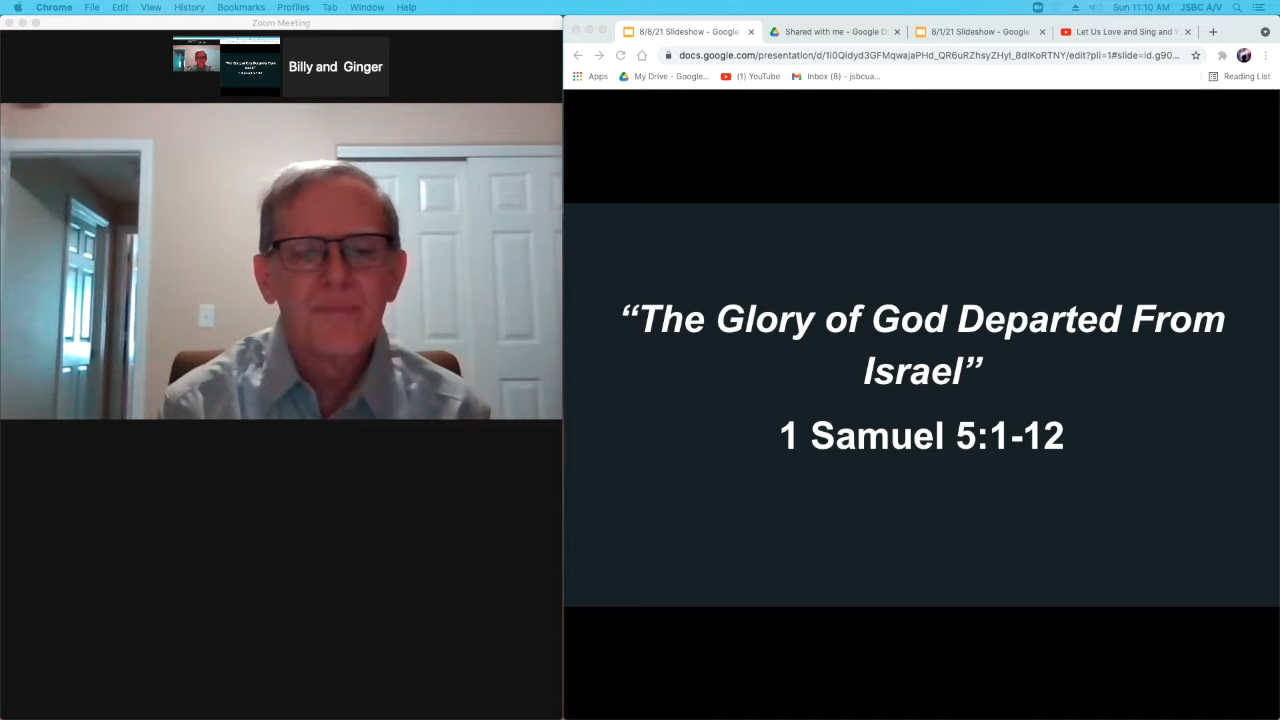 Chrome File Edit View History Bookmarks Profiles Tab Window Help
Sun 11:10 AM JSBC A/V
Zoom Meeting
Billy and Ginger
8/8/21 Slideshow - Google
Shared with me - Google D
8/1/21 Slideshow - Google
Let Us Love and Sing and
docs.google.com/presentation/d/1i0Qidyd3GFMqwajaPHd_QR6uRZhsyZHyl_8dIKoRTNY/edit?pli=1#slide=id.g90...
Apps
My Drive - Google...
(1) YouTube
Inbox (8) - jsbcua...
Reading List
“The Glory of God Departed From
Israel”
1 Samuel 5:1-12